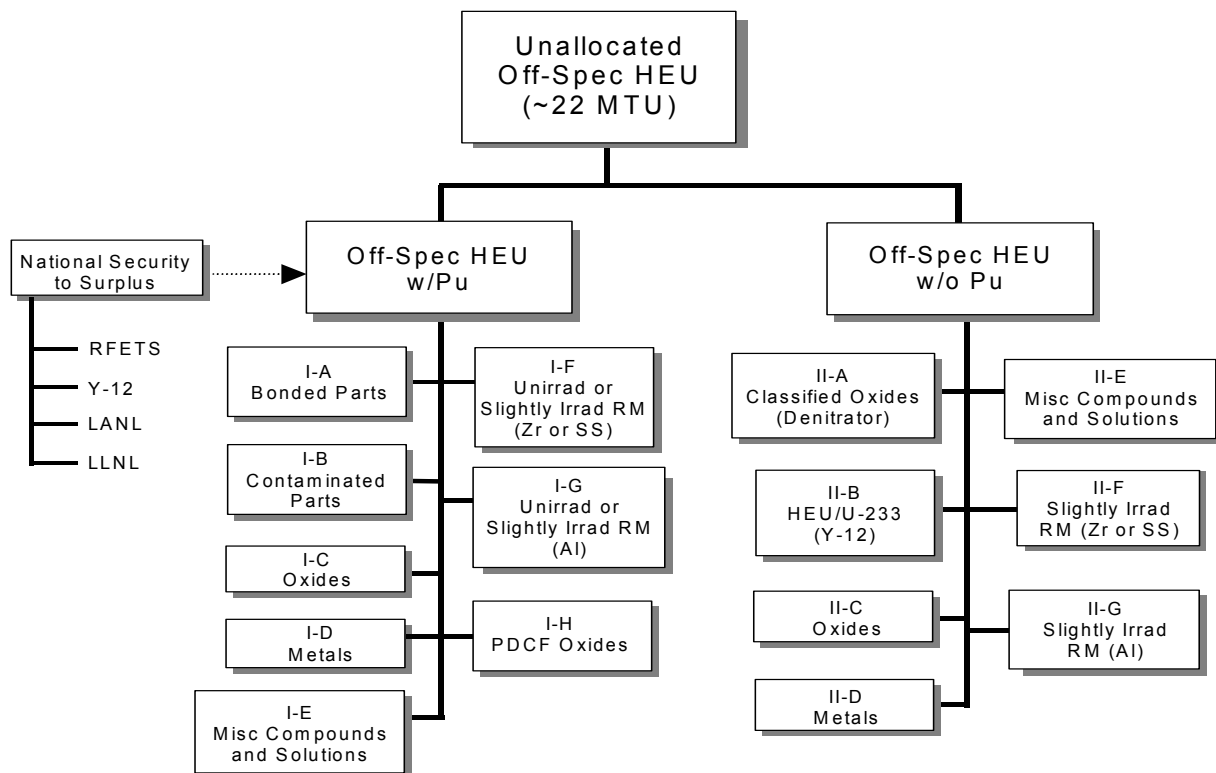 Unallocated
Off-Spec HEU
(~22 MTU)
National Security
to Surplus
RFETS
Y-12
LANL
LLNL
Off-Spec HEU
w/Pu
I-A
Bonded Parts
I-B
Contaminated
Parts
I-C
Oxides
I-D
Metals
I-E
Misc Compounds
and Solutions
I-F
Unirrad or
Slightly Irrad RM
(Zr or SS)
I-G
Unirrad or
Slightly Irrad RM
(Al)
I-H
PDCF Oxides
Off-Spec HEU
w/o Pu
II-A
Classified Oxides
(Denitrator)
II-B
HEU/U-233
(Y-12)
II-C
Oxides
II-D
Metals
II-E
Misc Compounds
and Solutions
II-F
Slightly Irrad
RM (Zr or SS)
II-G
Slightly Irrad
RM (Al)